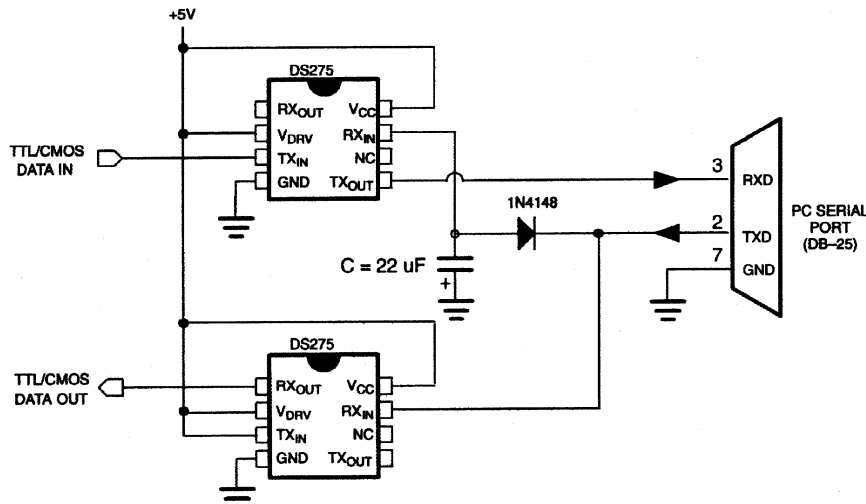 +5V
DS275
RXOUT
VCC
VDRV
RXIN
TXIN
NC
GND
TXOUT
TTL/CMOS
DATA IN
1N4148
C = 22 uF
+
3
RXD
2
TXD
7
GND
PC SERIAL
PORT
(DB–25)
DS275
RXOUT
VCC
VDRV
RXIN
TXIN
NC
GND
TXOUT
TTL/CMOS
DATA OUT